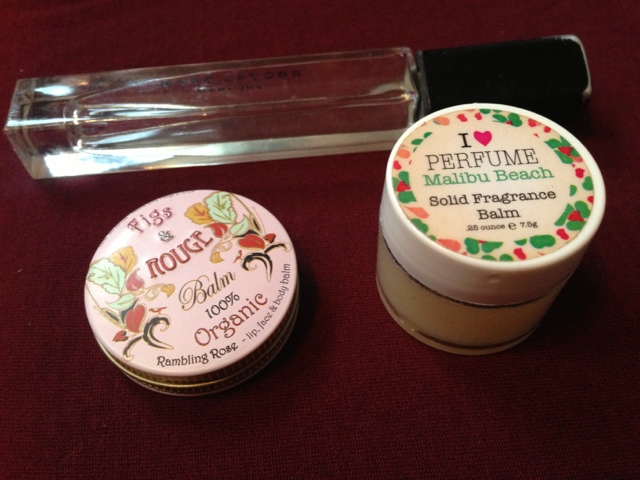 I ♥
PERFUME
Malibu Beach
Solid Fragrance
Balm
.25 ounce e 7.5g
Figs
&
ROUGE
Balm
100%
Organic
Rambling Rose - lip, face & body balm